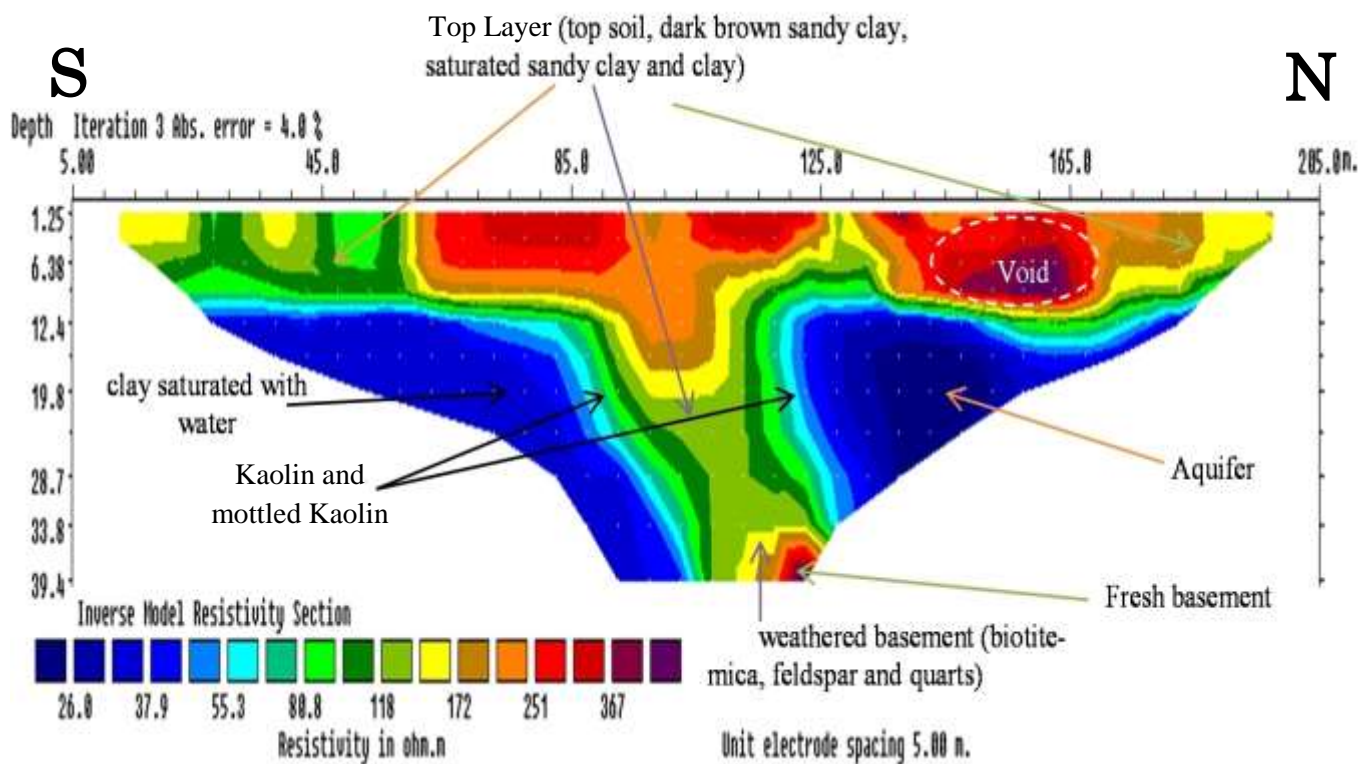 Top Layer (top soil, dark brown sandy clay,
saturated sandy clay and clay)
S
N
Depth Iteration 3 Abs. error = 4.0 %
5.00 45.0 85.0 125.0 165.0 205.0m.
1.25
6.38
12.4
19.8
28.7
33.8
39.4
Void
clay saturated with
water
Kaolin and
mottled Kaolin
Aquifer
Fresh basement
weathered basement (biotite-
mica, feldspar and quarts)
Inverse Model Resistivity Section
26.0 37.9 55.3 80.8 118 172 251 367
Resistivity in ohm.m
Unit electrode spacing 5.00 m.